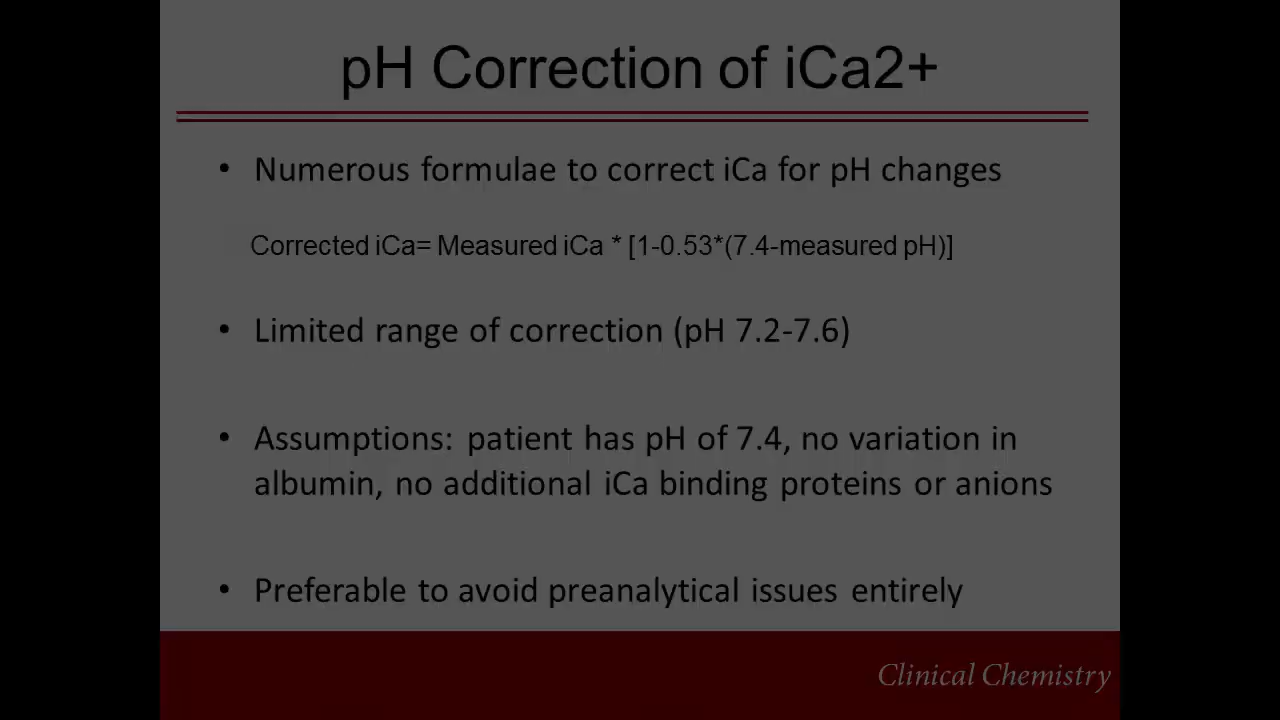 pH Correction of iCa2+
• Numerous formulae to correct iCa for pH changes
Corrected iCa= Measured iCa * [1-0.53*(7.4-measured pH)]
• Limited range of correction (pH 7.2-7.6)
• Assumptions: patient has pH of 7.4, no variation in
albumin, no additional iCa binding proteins or anions
• Preferable to avoid preanalytical issues entirely
Clinical Chemistry